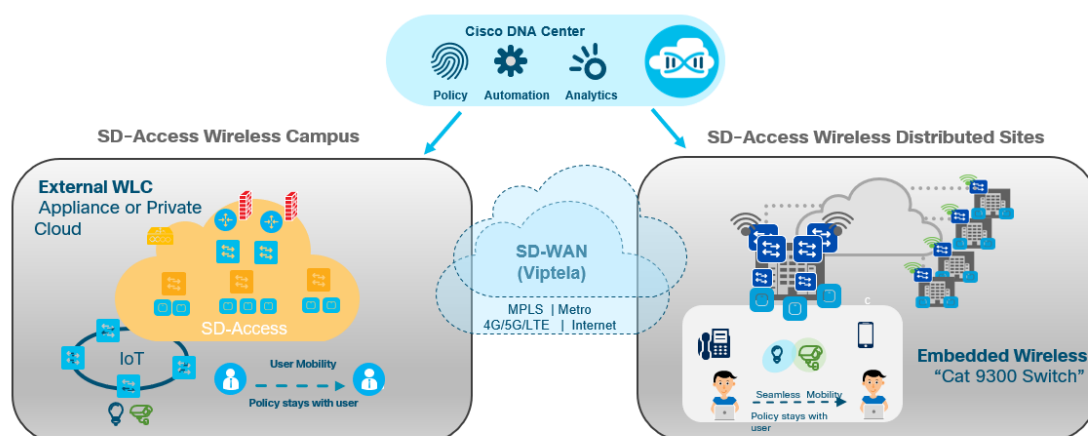 Cisco DNA Center
Policy Automation Analytics
SD-Access Wireless Campus
SD-Access Wireless Distributed Sites
External WLC
Appliance or Private
Cloud
SD-Access
IoT
User Mobility
Policy stays with user
SD-WAN
(Viptela)
MPLS | Metro
4G/5G/LTE | Internet
C
Seamless Mobility
Policy stays with
user
Embedded Wireless
“Cat 9300 Switch”